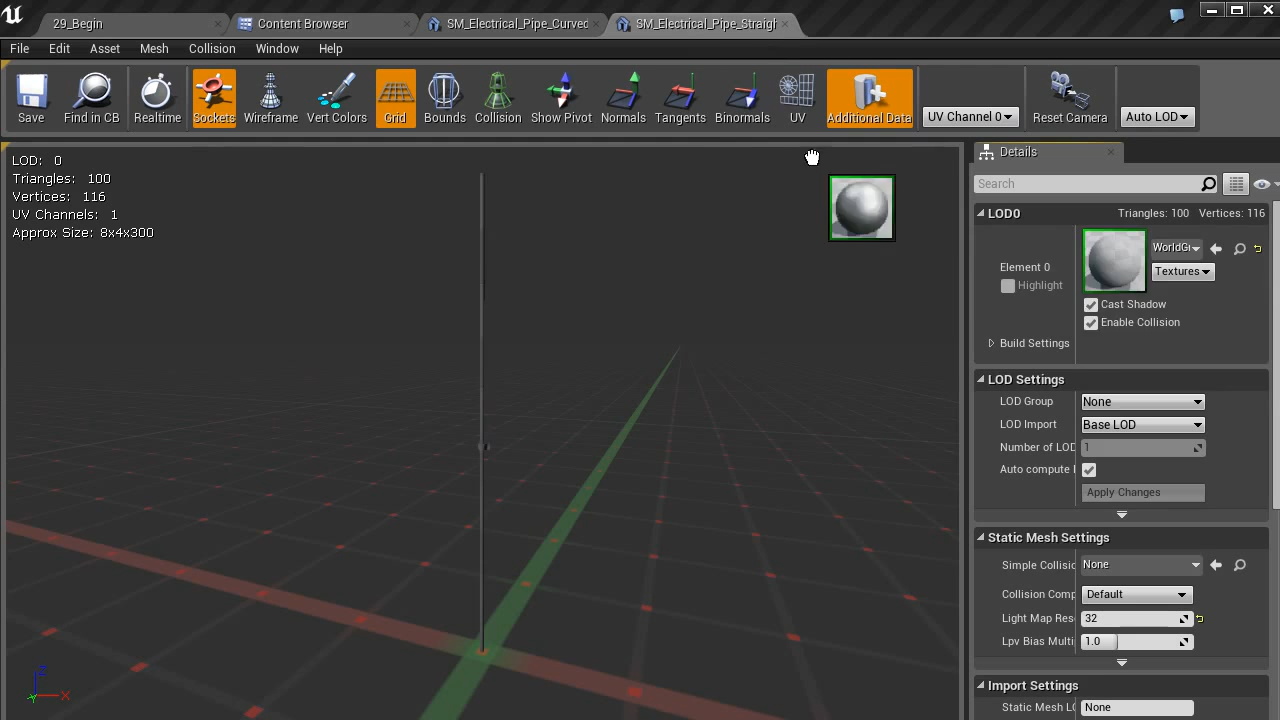 29_Begin
Content Browser
SM_Electrical_Pipe_Curved
SM_Electrical_Pipe_Straigh
File Edit Asset Mesh Collision Window Help
Save Find in CB Realtime Sockets Wireframe Vert Colors Grid Bounds Collision Show Pivot Normals Tangents Binormals UV Additional Data UV Channel 0 Reset Camera Auto LOD
LOD: 0
Triangles: 100
Vertices: 116
UV Channels: 1
Approx Size: 8x4x300
Z
X
Details
Search
LOD0 Triangles: 100 Vertices: 116
Element 0
Highlight
WorldGr
Textures
Cast Shadow
Enable Collision
Build Settings
LOD Settings
LOD Group None
LOD Import Base LOD
Number of LOD 1
Auto compute
Apply Changes
Static Mesh Settings
Simple Collisio None
Collision Comp Default
Light Map Res 32
Lpv Bias Multi 1.0
Import Settings
Static Mesh LO None